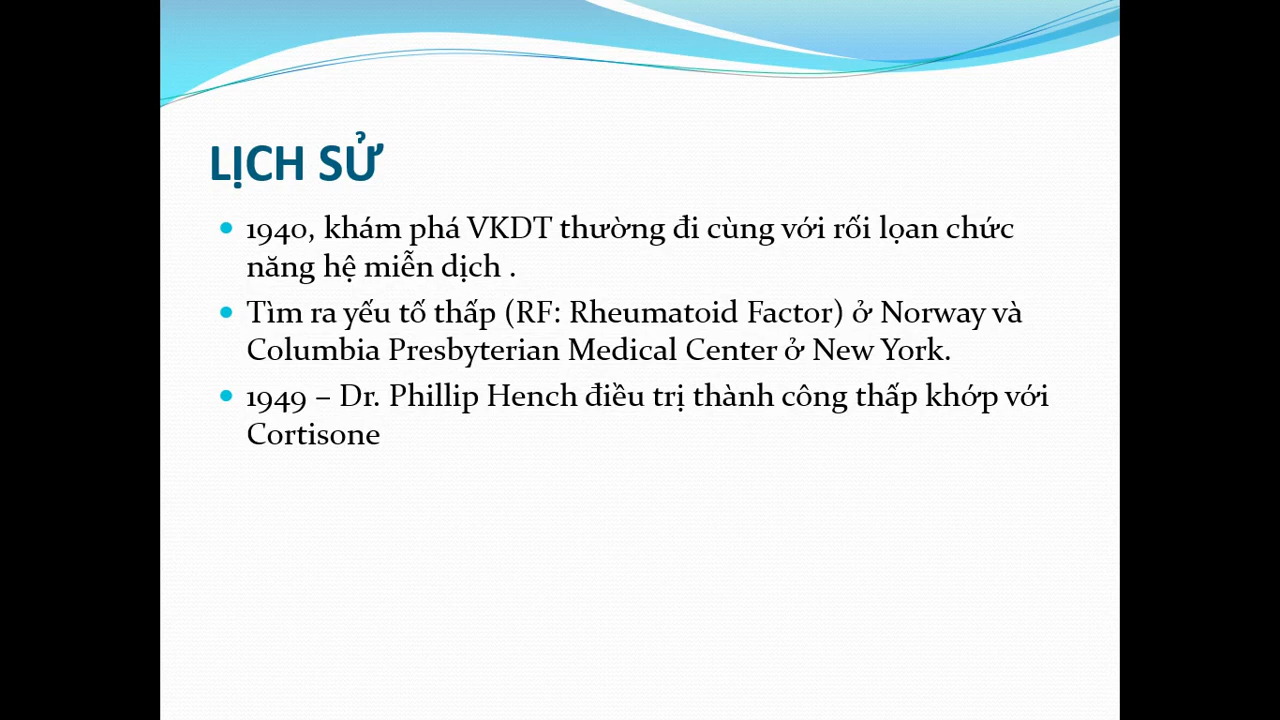 LỊCH SỬ
1940, khám phá VKDT thường đi cùng với rối lọan chức
năng hệ miễn dịch .
Tìm ra yếu tố thấp (RF: Rheumatoid Factor) ở Norway và
Columbia Presbyterian Medical Center ở New York.
1949 – Dr. Phillip Hench điều trị thành công thấp khớp với
Cortisone